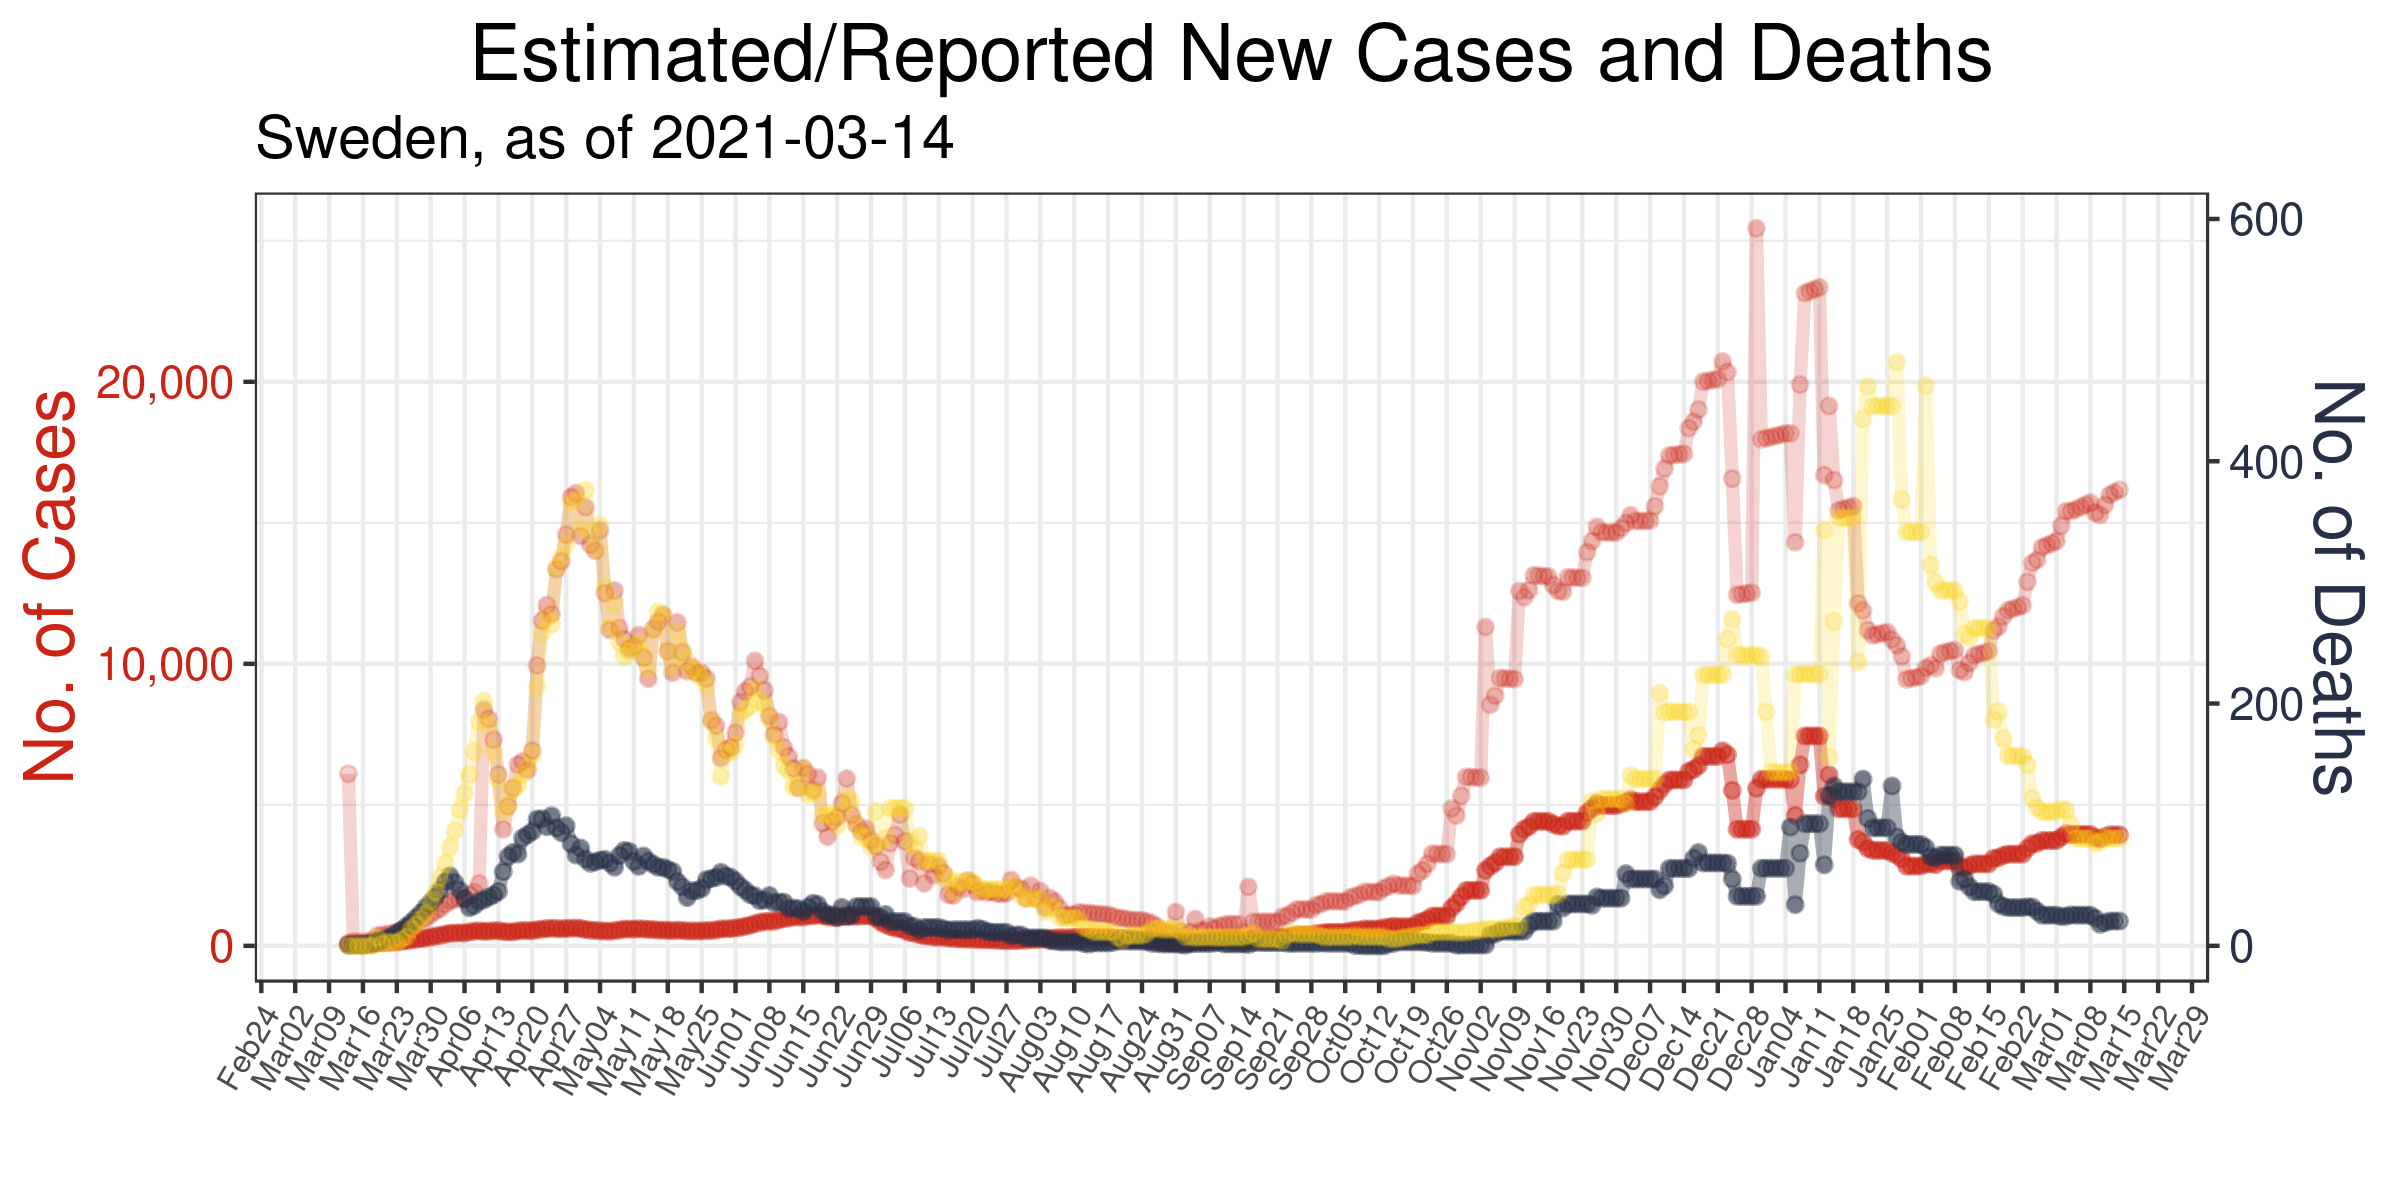 Estimated/Reported New Cases and Deaths
Sweden, as of 2021-03-14
No. of Cases
20,000
10,000
0
600
400
200
0
No. of Deaths
Feb24
Mar02
Mar09
Mar16
Mar23
Mar30
Apr06
Apr13
Apr20
Apr27
May04
May11
May18
May25
Jun01
Jun08
Jun15
Jun22
Jun29
Jul06
Jul13
Jul20
Jul27
Aug03
Aug10
Aug17
Aug24
Aug31
Sep07
Sep14
Sep21
Sep28
Oct05
Oct12
Oct19
Oct26
Nov02
Nov09
Nov16
Nov23
Nov30
Dec07
Dec14
Dec21
Dec28
Jan04
Jan11
Jan18
Jan25
Feb01
Feb08
Feb15
Feb22
Mar01
Mar08
Mar15
Mar22
Mar29